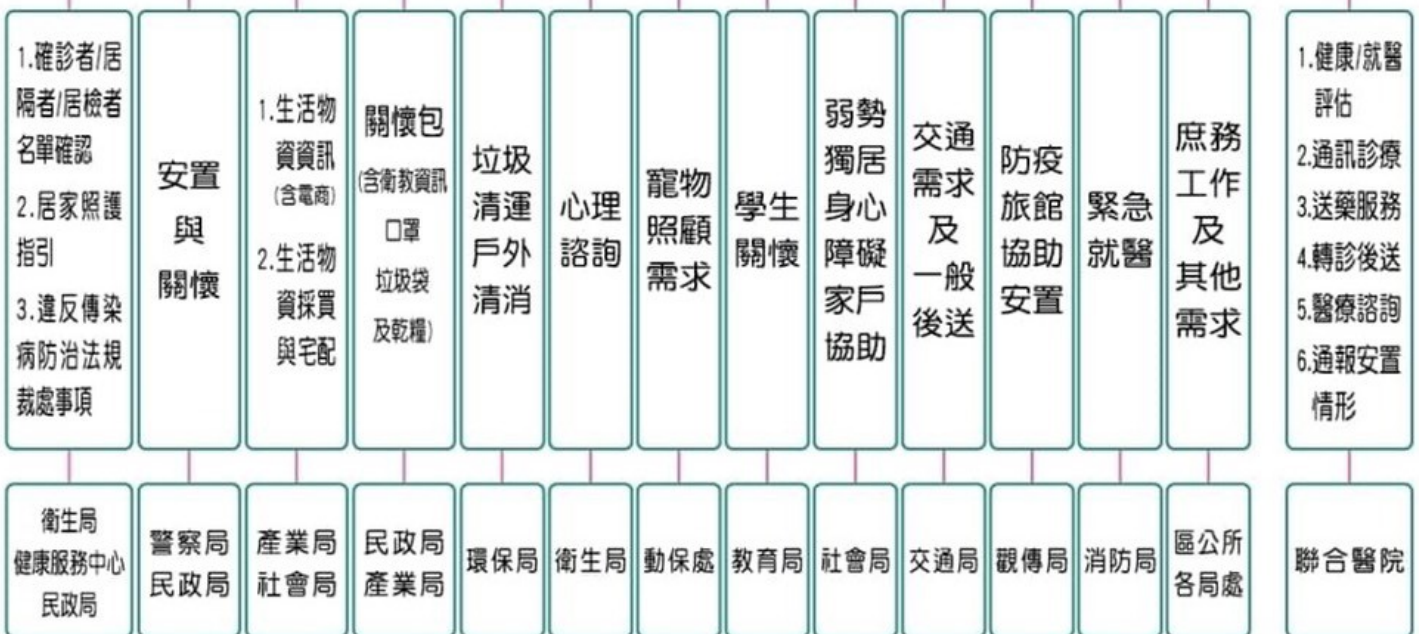 1.確診者/居
隔者/居檢者
名單確認
2.居家照護
指引
3.違反傳染
病防治法規
裁處事項
安置
與
關懷
1.生活物
資資訊
(含電商)
2.生活物
資採買
與宅配
關懷包
(含衛教資訊
口罩
垃圾袋
及乾糧)
垃圾
清運
戶外
清消
心理
諮詢
寵物
照顧
需求
學生
關懷
弱勢
獨居
身心
障礙
家戶
協助
交通
需求
及
一般
後送
防疫
旅館
協助
安置
緊急
就醫
庶務
工作
及
其他
需求
1.健康/就醫
評估
2.通訊診療
3.送藥服務
4.轉診後送
5.醫療諮詢
6.通報安置
情形
衛生局
健康服務中心
民政局
警察局
民政局
產業局
社會局
民政局
產業局
環保局
衛生局
動保處
教育局
社會局
交通局
觀傳局
消防局
區公所
各局處
聯合醫院